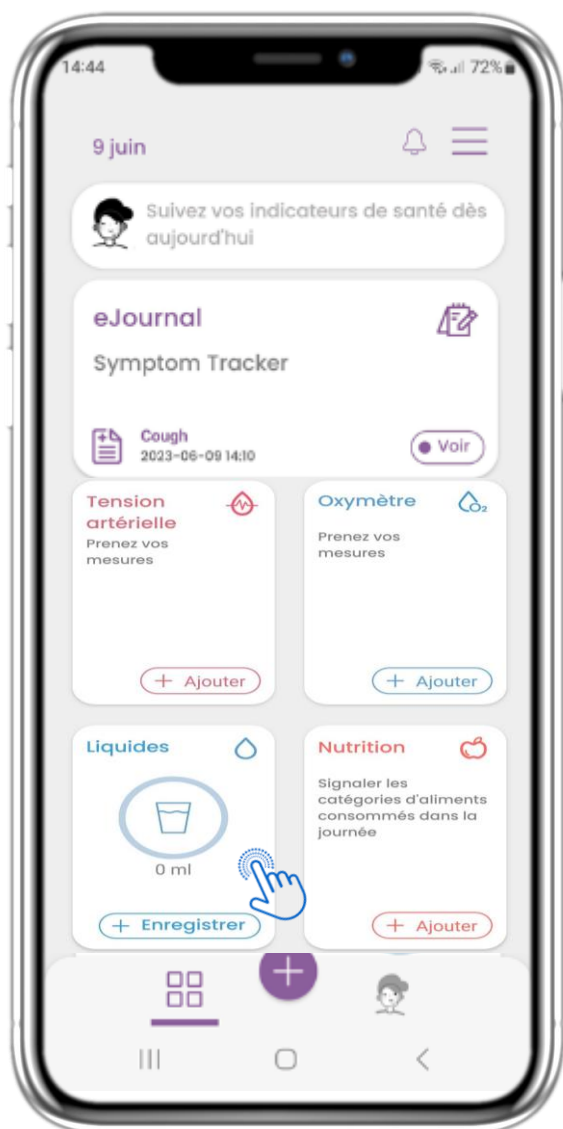 14:44
72%
9 juin
Suivez vos indicateurs de santé dès
aujourd'hui
eJournal
Symptom Tracker
Cough
2023-06-09 14:10
Voir
Tension
artérielle
Prenez vos
mesures
+ Ajouter
Oxymètre
O₂
Prenez vos
mesures
+ Ajouter
Liquides
0 ml
+ Enregistrer
Nutrition
Signaler les
catégories d'aliments
consommés dans la
journée
+ Ajouter